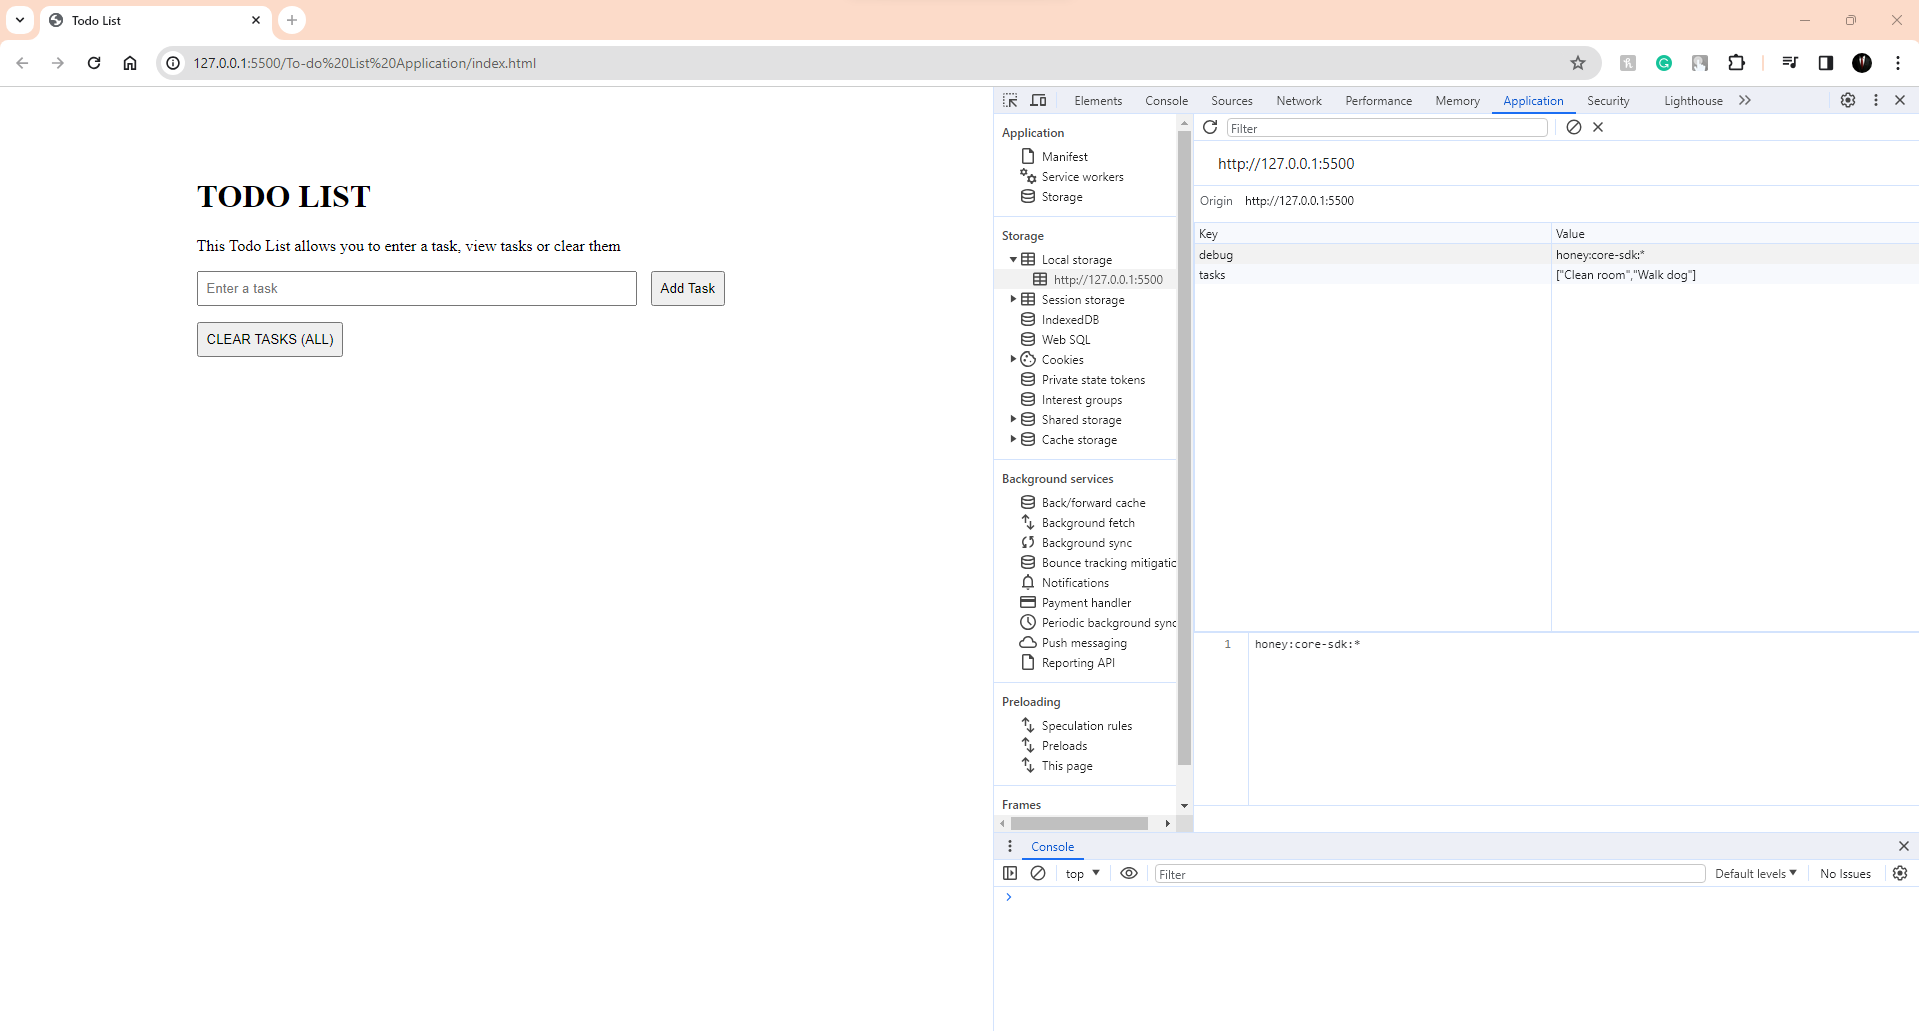 Todo List
127.0.0.1:5500/To-do%20List%20Application/index.html
TODO LIST
This Todo List allows you to enter a task, view tasks or clear them
Enter a task
Add Task
CLEAR TASKS (ALL)
Elements Console Sources Network Performance Memory Application Security Lighthouse
Application
Manifest
Service workers
Storage
Storage
Local storage
http://127.0.0.1:5500
Session storage
IndexedDB
Web SQL
Cookies
Private state tokens
Interest groups
Shared storage
Cache storage
Background services
Back/forward cache
Background fetch
Background sync
Bounce tracking mitigatic
Notifications
Payment handler
Periodic background sync
Push messaging
Reporting API
Preloading
Speculation rules
Preloads
This page
Frames
Filter
http://127.0.0.1:5500
Origin http://127.0.0.1:5500
Key Value
debug honey:core-sdk:*
tasks ["Clean room","Walk dog"]
1 honey:core-sdk:*
Console
top Filter Default levels No Issues